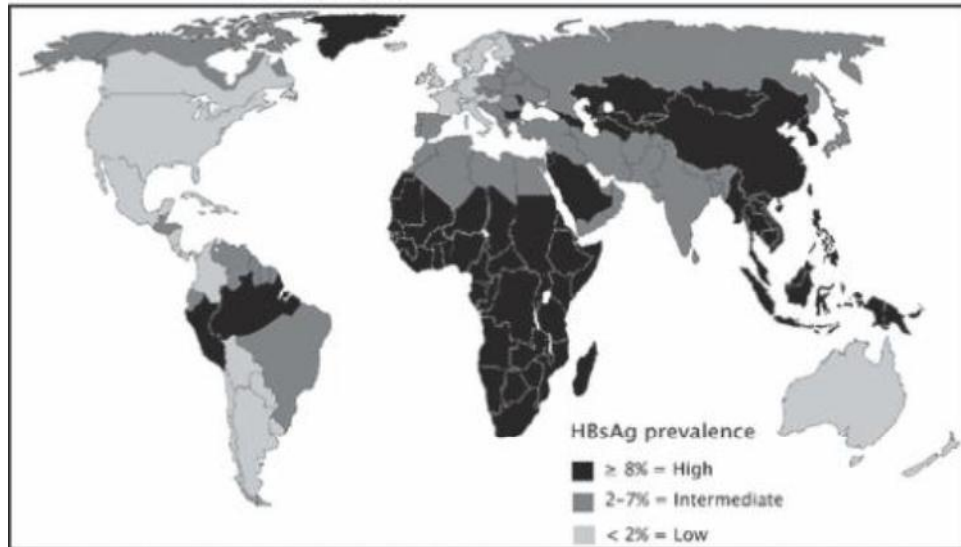 HBsAg prevalence
≥ 8% = High
2–7% = Intermediate
< 2% = Low